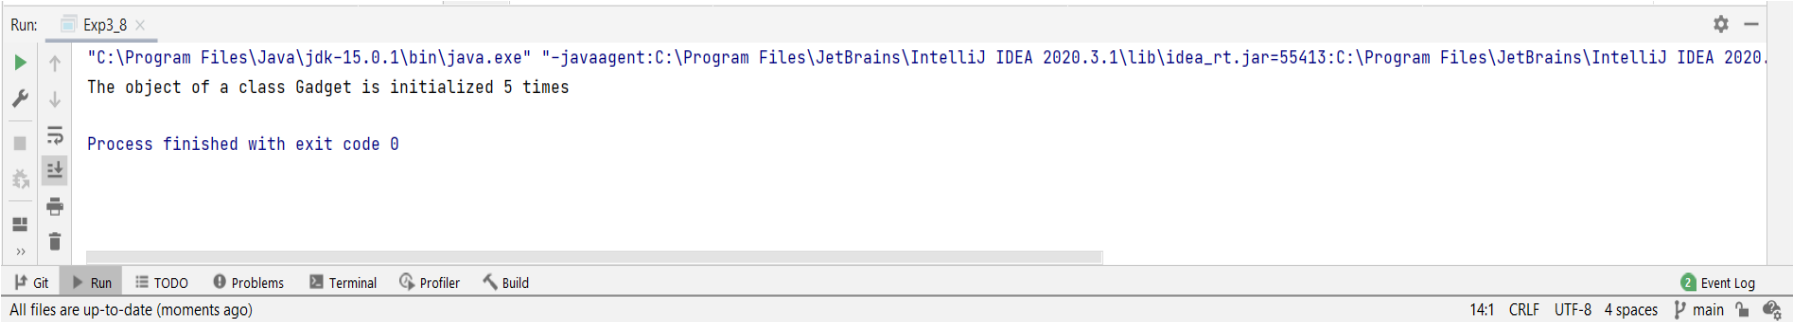 Run: Exp3_8
"C:\Program Files\Java\jdk-15.0.1\bin\java.exe" "-javaagent:C:\Program Files\JetBrains\IntelliJ IDEA 2020.3.1\lib\idea_rt.jar=55413:C:\Program Files\JetBrains\IntelliJ IDEA 2020.
The object of a class Gadget is initialized 5 times
Process finished with exit code 0
Git Run TODO Problems Terminal Profiler Build 2 Event Log
All files are up-to-date (moments ago) 14:1 CRLF UTF-8 4 spaces main